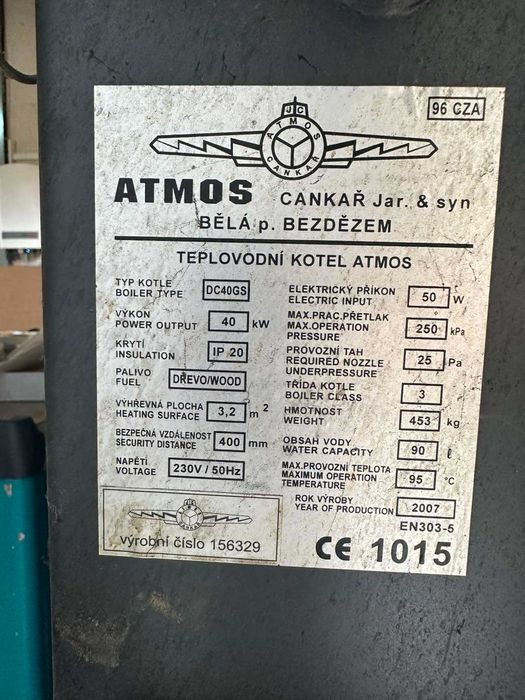 96 CZA
JC
ATMOS
CANKAŘ
ATMOS CANKAŘ Jar. & syn
BĚLÁ p. BEZDĚZEM
TEPLOVODNÍ KOTEL ATMOS
TYP KOTLE
BOILER TYPE DC40GS
VÝKON
POWER OUTPUT 40 kW
KRYTÍ
INSULATION IP 20
PALIVO
FUEL DŘEVO/WOOD
VÝHŘEVNÁ PLOCHA
HEATING SURFACE 3,2 m²
BEZPEČNÁ VZDÁLENOST
SECURITY DISTANCE 400 mm
NAPĚTÍ
VOLTAGE 230V / 50Hz
ELEKTRICKÝ PŘÍKON
ELECTRIC INPUT 50 W
MAX.PRAC.PŘETLAK
MAX.OPERATION
PRESSURE 250 kPa
PROVOZNÍ TAH
REQUIRED NOZZLE
UNDERPRESSURE 25 Pa
TŘÍDA KOTLE
BOILER CLASS 3
HMOTNOST
WEIGHT 453 kg
OBSAH VODY
WATER CAPACITY 90 ℓ
MAX.PROVOZNÍ TEPLOTA
MAXIMUM OPERATION
TEMPERATURE 95 °C
ROK VÝROBY
YEAR OF PRODUCTION 2007
EN303-5
výrobní číslo 156329
CE 1015